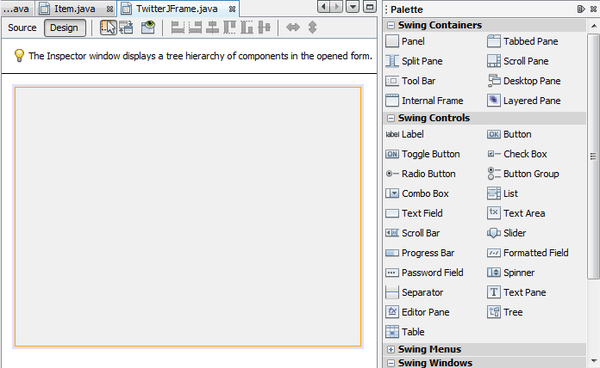 ...ava Item.java TwitterJFrame.java
Source Design
The Inspector window displays a tree hierarchy of components in the opened form.
Palette
Swing Containers
Panel Tabbed Pane
Split Pane Scroll Pane
Tool Bar Desktop Pane
Internal Frame Layered Pane
Swing Controls
label Label OK Button
ON Toggle Button Check Box
Radio Button Button Group
Combo Box List
Text Field Text Area
Scroll Bar Slider
Progress Bar Formatted Field
Password Field Spinner
Separator T Text Pane
Editor Pane Tree
Table
Swing Menus
Swing Windows